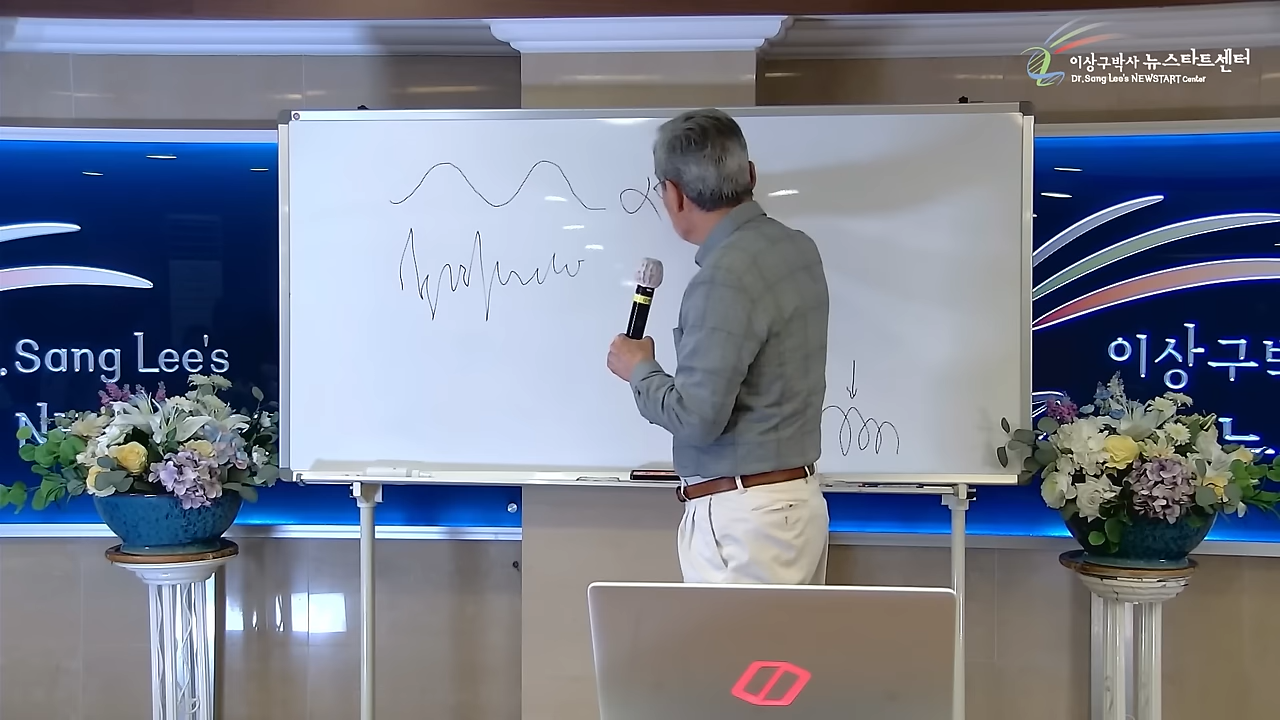 이상구박사 뉴스타트센터
Dr.Sang Lee's NEWSTART Center
α
.Sang Lee's
N
이상구